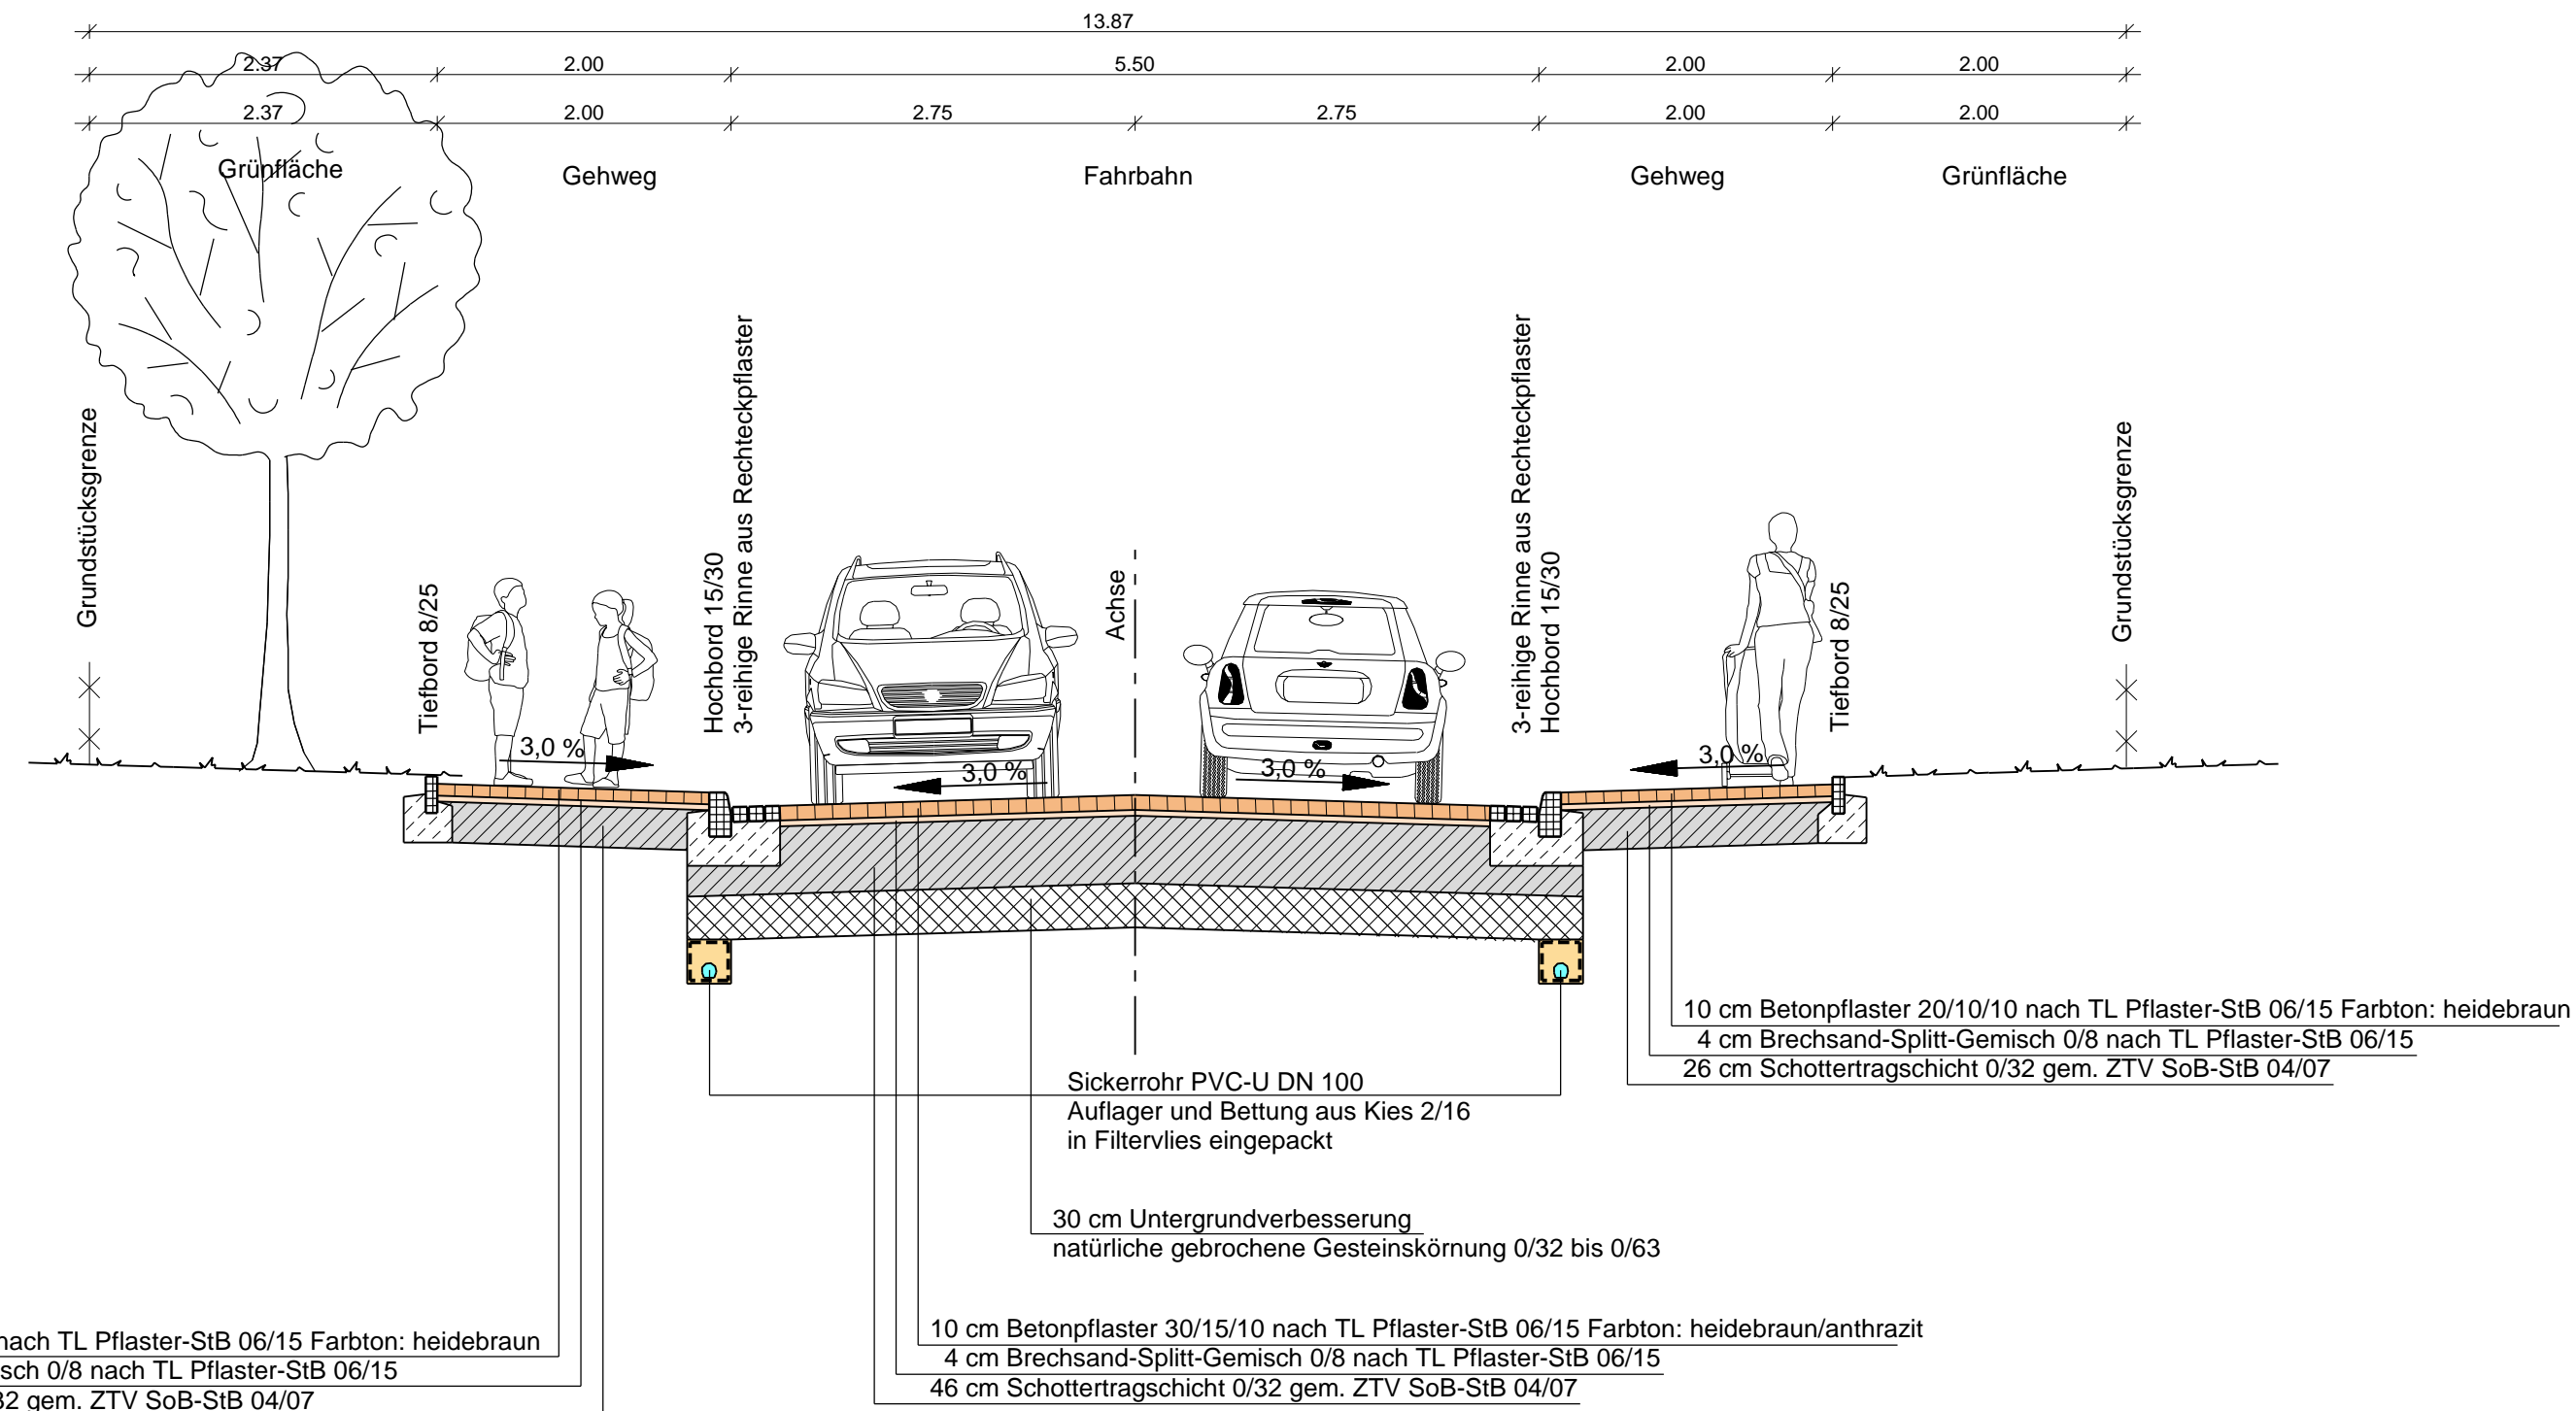 13.87
2.37 2.00 5.50 2.00 2.00
2.37 2.00 2.75 2.75 2.00 2.00
Grünfläche Gehweg Fahrbahn Gehweg Grünfläche
Grundstücksgrenze
Tiefbord 8/25
Hochbord 15/30
3-reihige Rinne aus Rechteckpflaster
Achse
3-reihige Rinne aus Rechteckpflaster
Hochbord 15/30
Tiefbord 8/25
Grundstücksgrenze
3,0 % 3,0 % 3,0 % 3,0 %
10 cm Betonpflaster 20/10/10 nach TL Pflaster-StB 06/15 Farbton: heidebraun
4 cm Brechsand-Splitt-Gemisch 0/8 nach TL Pflaster-StB 06/15
26 cm Schottertragschicht 0/32 gem. ZTV SoB-StB 04/07
Sickerrohr PVC-U DN 100
Auflager und Bettung aus Kies 2/16
in Filtervlies eingepackt
30 cm Untergrundverbesserung
natürliche gebrochene Gesteinskörnung 0/32 bis 0/63
10 cm Betonpflaster 30/15/10 nach TL Pflaster-StB 06/15 Farbton: heidebraun/anthrazit
4 cm Brechsand-Splitt-Gemisch 0/8 nach TL Pflaster-StB 06/15
46 cm Schottertragschicht 0/32 gem. ZTV SoB-StB 04/07
nach TL Pflaster-StB 06/15 Farbton: heidebraun
sch 0/8 nach TL Pflaster-StB 06/15
32 gem. ZTV SoB-StB 04/07